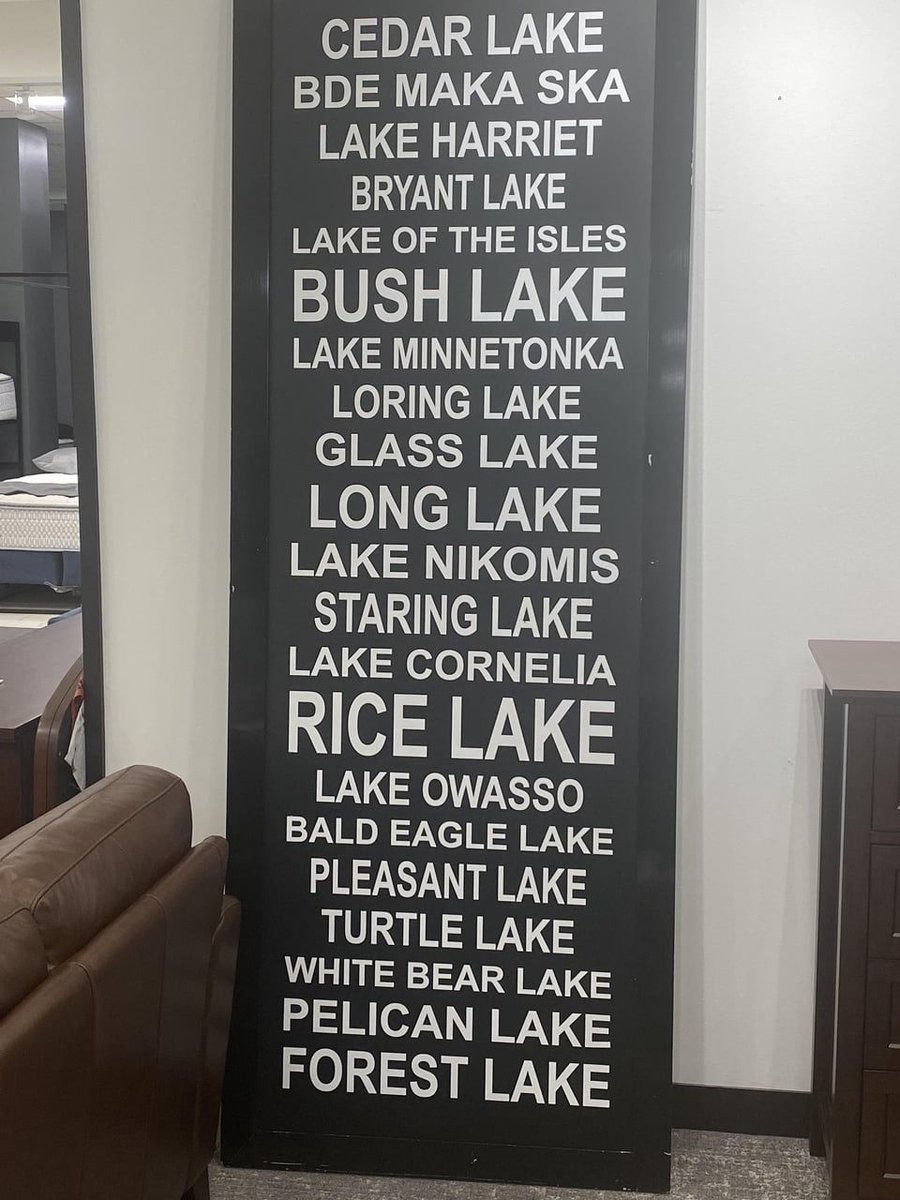 CEDAR LAKE
BDE MAKA SKA
LAKE HARRIET
BRYANT LAKE
LAKE OF THE ISLES
BUSH LAKE
LAKE MINNETONKA
LORING LAKE
GLASS LAKE
LONG LAKE
LAKE NIKOMIS
STARING LAKE
LAKE CORNELIA
RICE LAKE
LAKE OWASSO
BALD EAGLE LAKE
PLEASANT LAKE
TURTLE LAKE
WHITE BEAR LAKE
PELICAN LAKE
FOREST LAKE